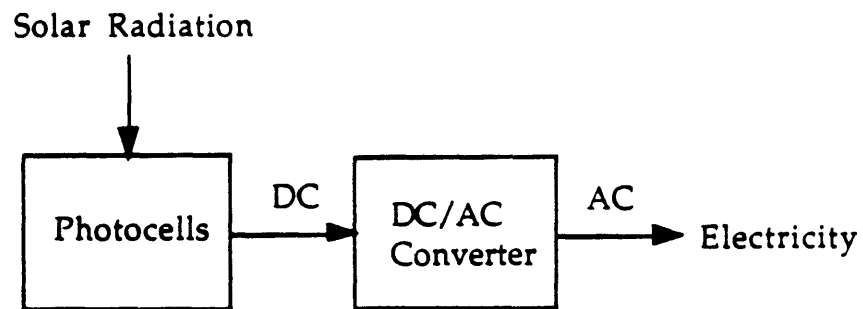 Solar Radiation
Photocells
DC
DC/AC
Converter
AC
Electricity